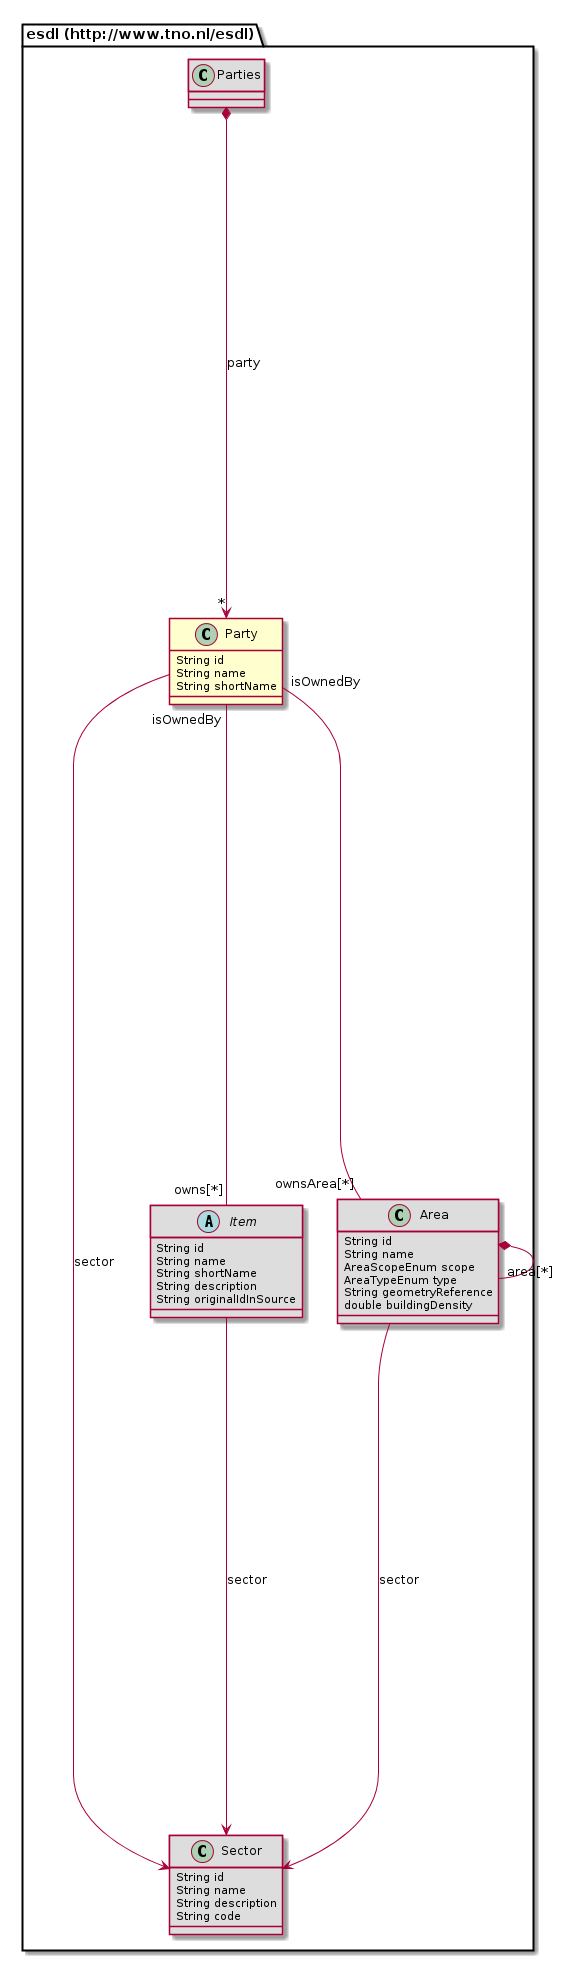 esdl (http://www.tno.nl/esdl)
C Parties
party
*
C Party
String id
String name
String shortName
isOwnedBy
isOwnedBy
owns[*]
ownsArea[*]
A Item
String id
String name
String shortName
String description
String originalIdInSource
C Area
String id
String name
AreaScopeEnum scope
AreaTypeEnum type
String geometryReference
double buildingDensity
area[*]
sector
sector
sector
C Sector
String id
String name
String description
String code